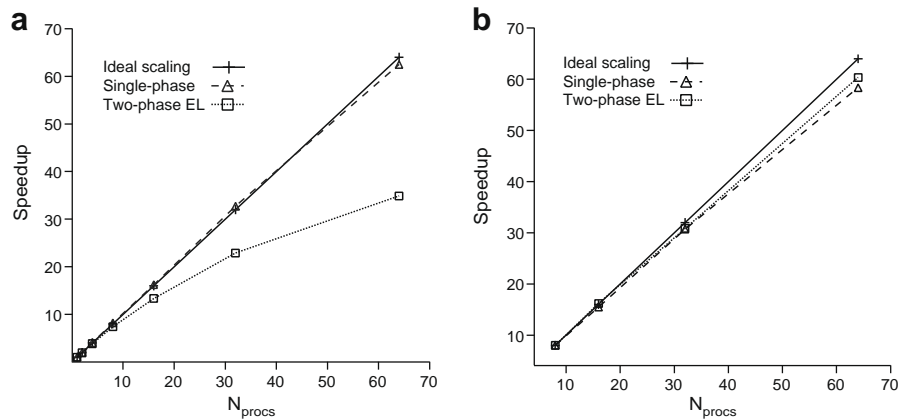 a
70
60
50
40
30
20
10
Speedup
Ideal scaling
Single-phase
Two-phase EL
10 20 30 40 50 60 70
N_procs
b
70
60
50
40
30
20
10
Speedup
Ideal scaling
Single-phase
Two-phase EL
10 20 30 40 50 60 70
N_procs